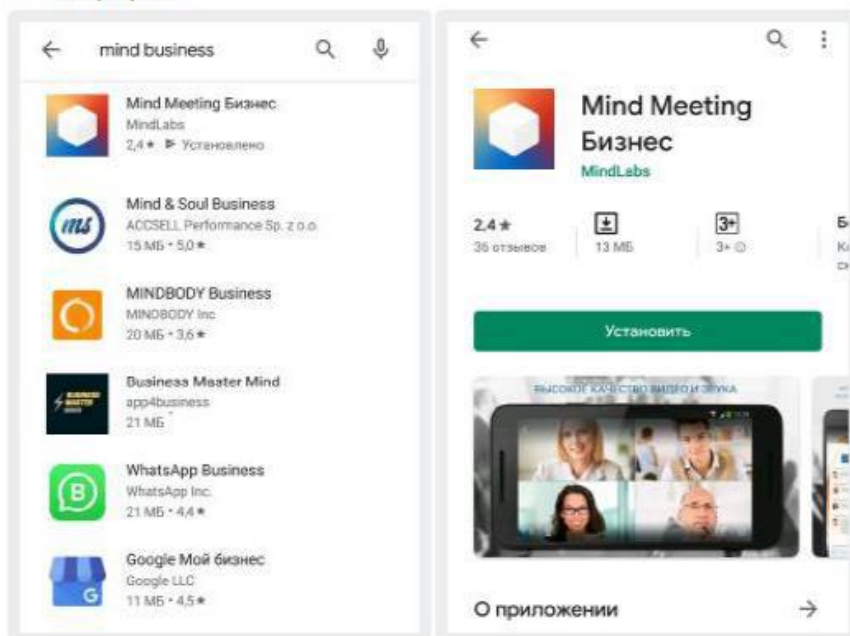 mind business
Mind Meeting Бизнес
MindLabs
2,4 ★ Установлено
Mind & Soul Business
ACCSELL Performance Sp. z o.o.
15 МБ • 5,0 ★
MINDBODY Business
MINDBODY Inc
20 МБ • 3,6 ★
Business Master Mind
app4business
21 МБ
WhatsApp Business
WhatsApp Inc.
21 МБ • 4,4 ★
Google Мой бизнес
Google LLC
11 МБ • 4,5 ★
Mind Meeting
Бизнес
MindLabs
2,4 ★
36 отзывов
13 МБ
3+
3+
Установить
ВЫСОКОЕ КАЧЕСТВО ВИДЕО И ЗВУКА
О приложении